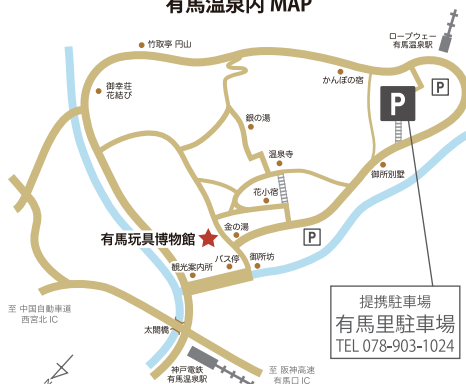 有馬温泉内 MAP
竹取亭 円山
ロープウェー
有馬温泉駅
御幸荘
花結び
かんぽの宿
P
P
銀の湯
温泉寺
御所別墅
花小宿
有馬玩具博物館
金の湯
P
バス停
御所坊
観光案内所
提携駐車場
有馬里駐車場
TEL 078-903-1024
至 中国自動車道
西宮北 IC
太閤橋
神戸電鉄
有馬温泉駅
至 阪神高速
有馬口 IC